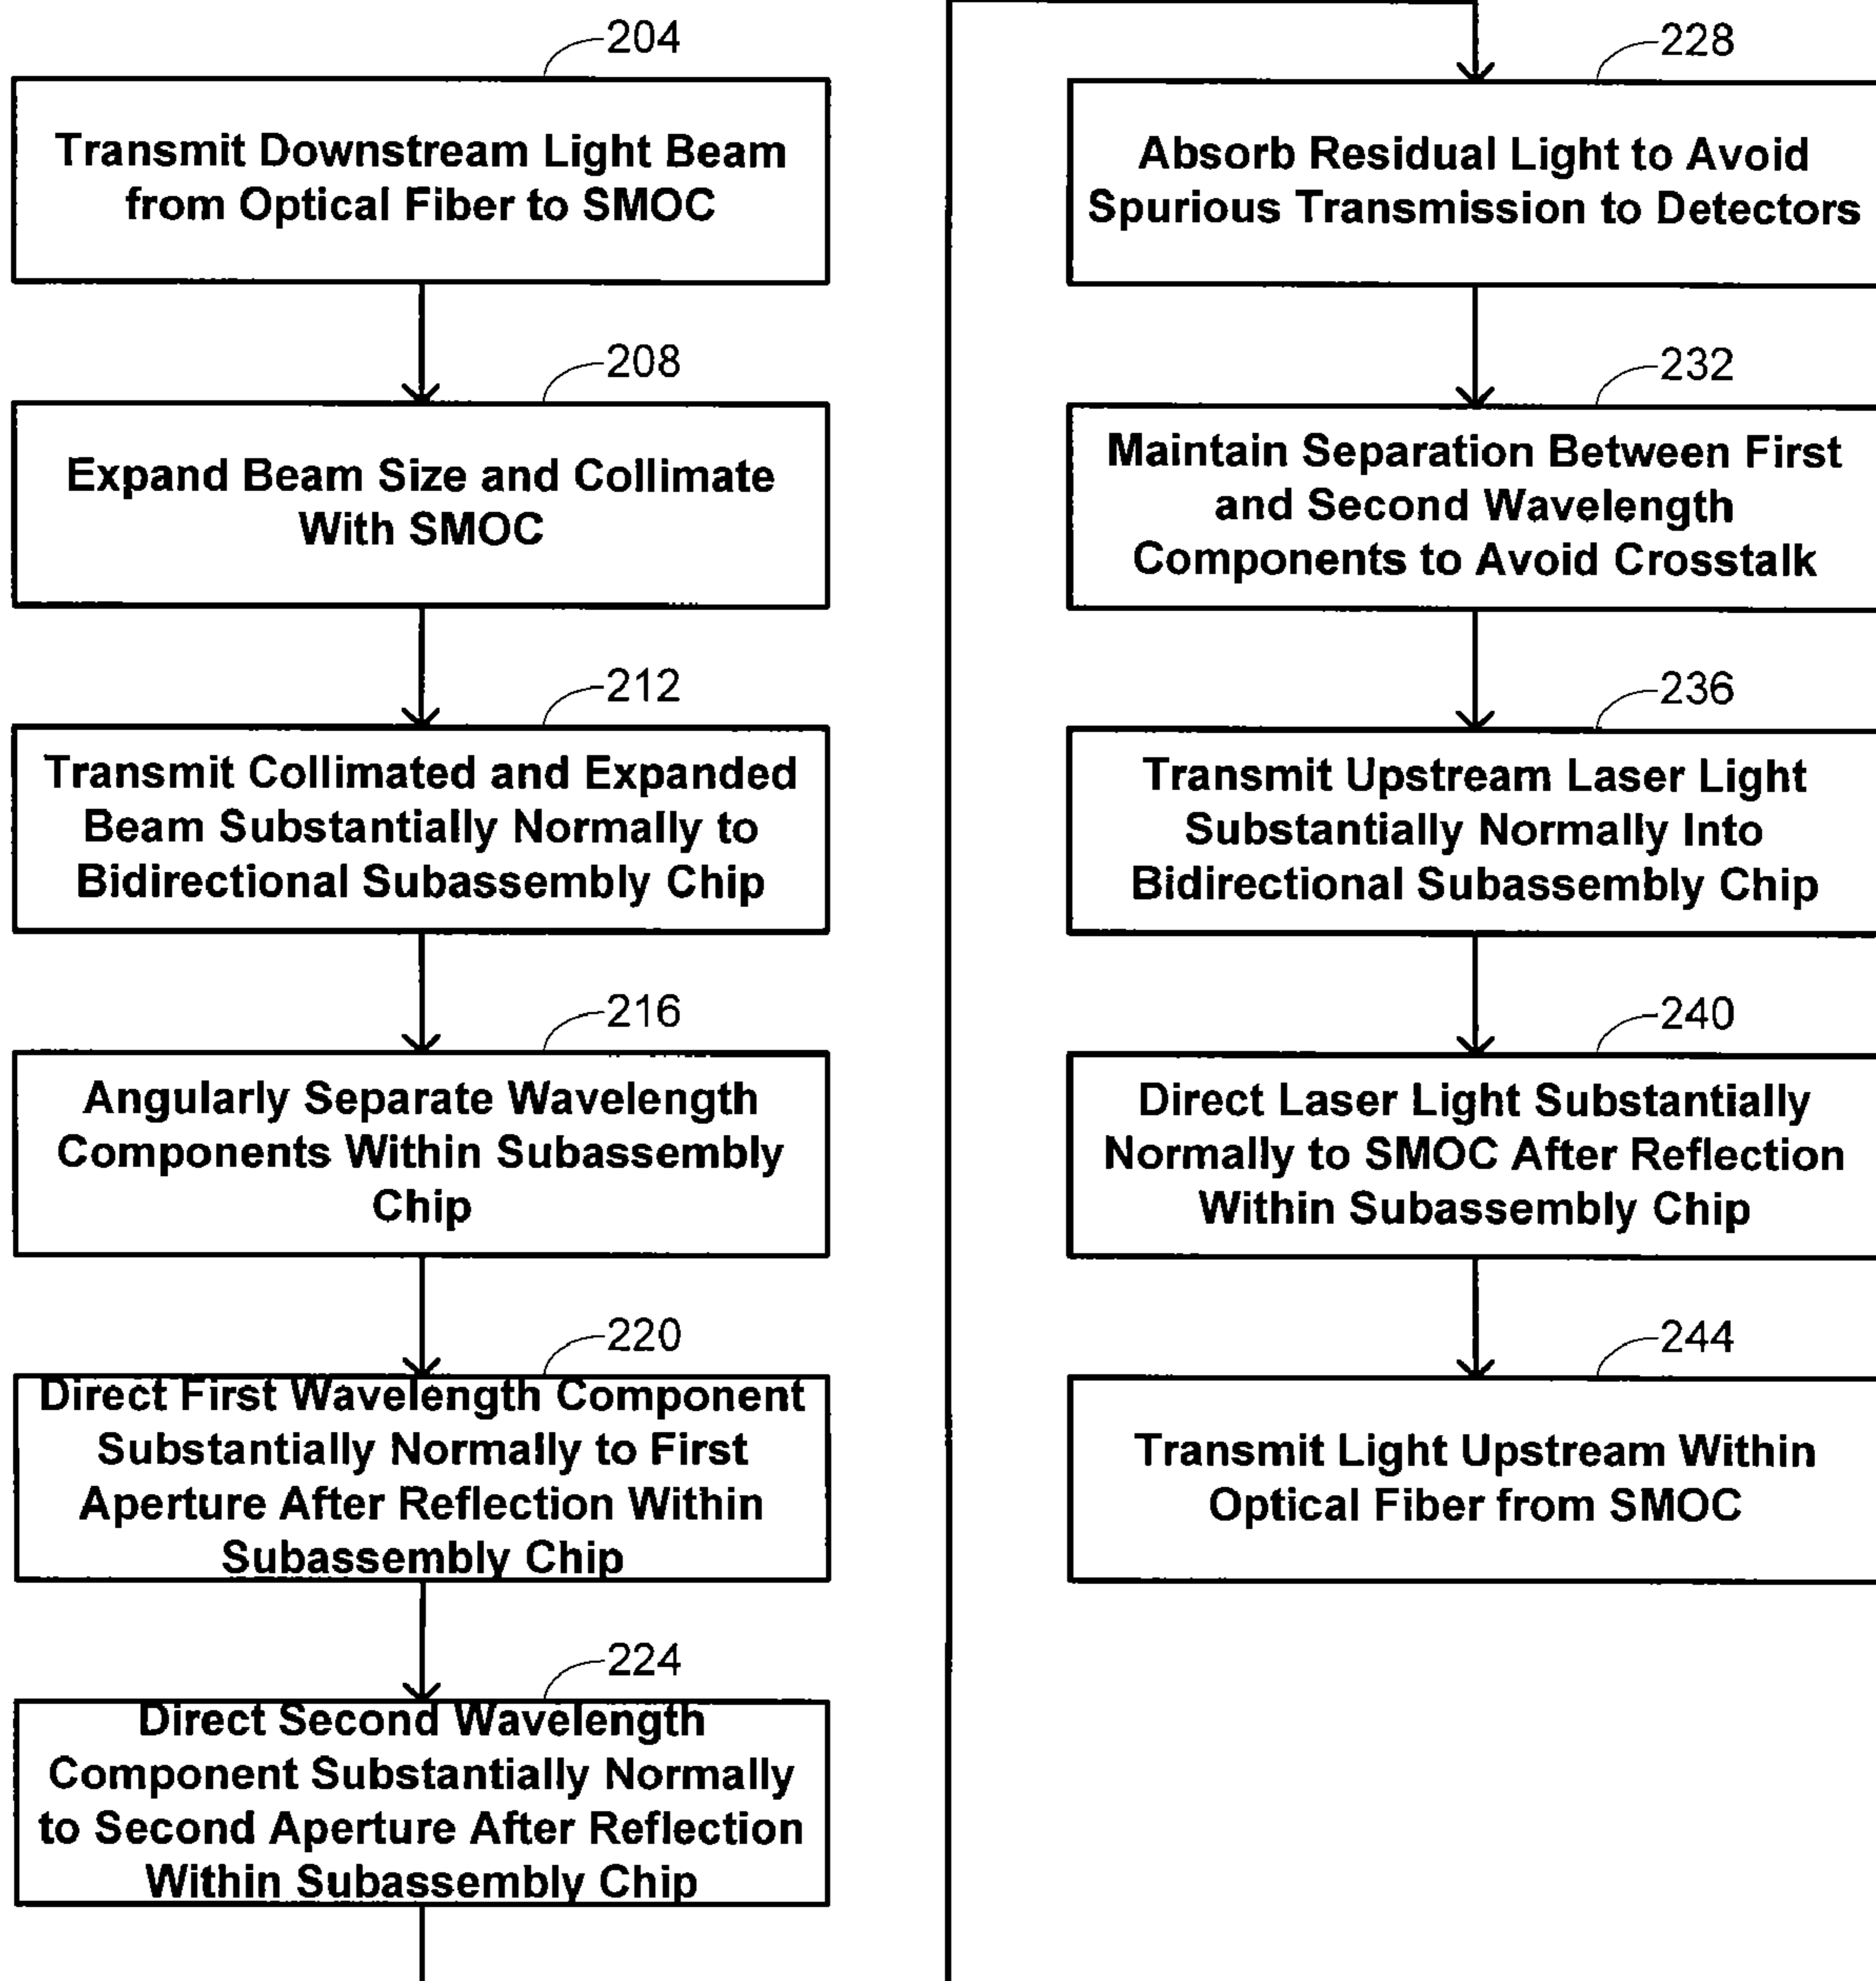 204
Transmit Downstream Light Beam
from Optical Fiber to SMOC
208
Expand Beam Size and Collimate
With SMOC
212
Transmit Collimated and Expanded
Beam Substantially Normally to
Bidirectional Subassembly Chip
216
Angularly Separate Wavelength
Components Within Subassembly
Chip
220
Direct First Wavelength Component
Substantially Normally to First
Aperture After Reflection Within
Subassembly Chip
224
Direct Second Wavelength
Component Substantially Normally
to Second Aperture After Reflection
Within Subassembly Chip
228
Absorb Residual Light to Avoid
Spurious Transmission to Detectors
232
Maintain Separation Between First
and Second Wavelength
Components to Avoid Crosstalk
236
Transmit Upstream Laser Light
Substantially Normally Into
Bidirectional Subassembly Chip
240
Direct Laser Light Substantially
Normally to SMOC After Reflection
Within Subassembly Chip
244
Transmit Light Upstream Within
Optical Fiber from SMOC